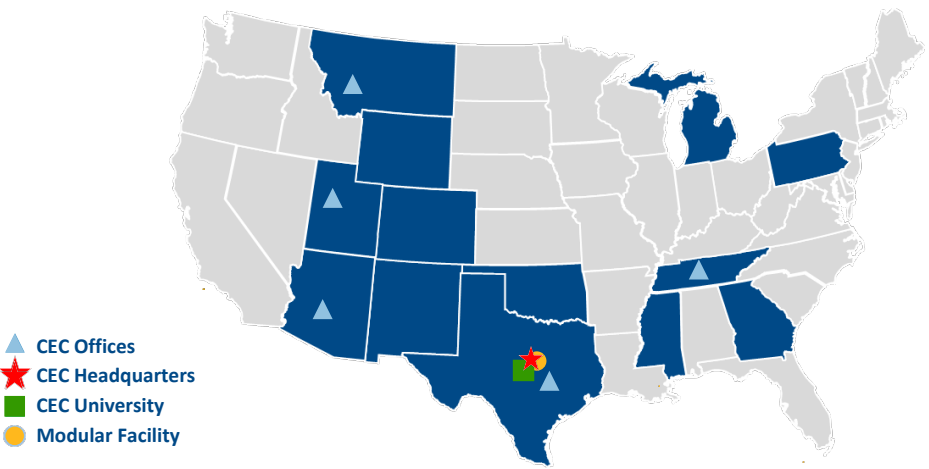 CEC Offices
CEC Headquarters
CEC University
Modular Facility